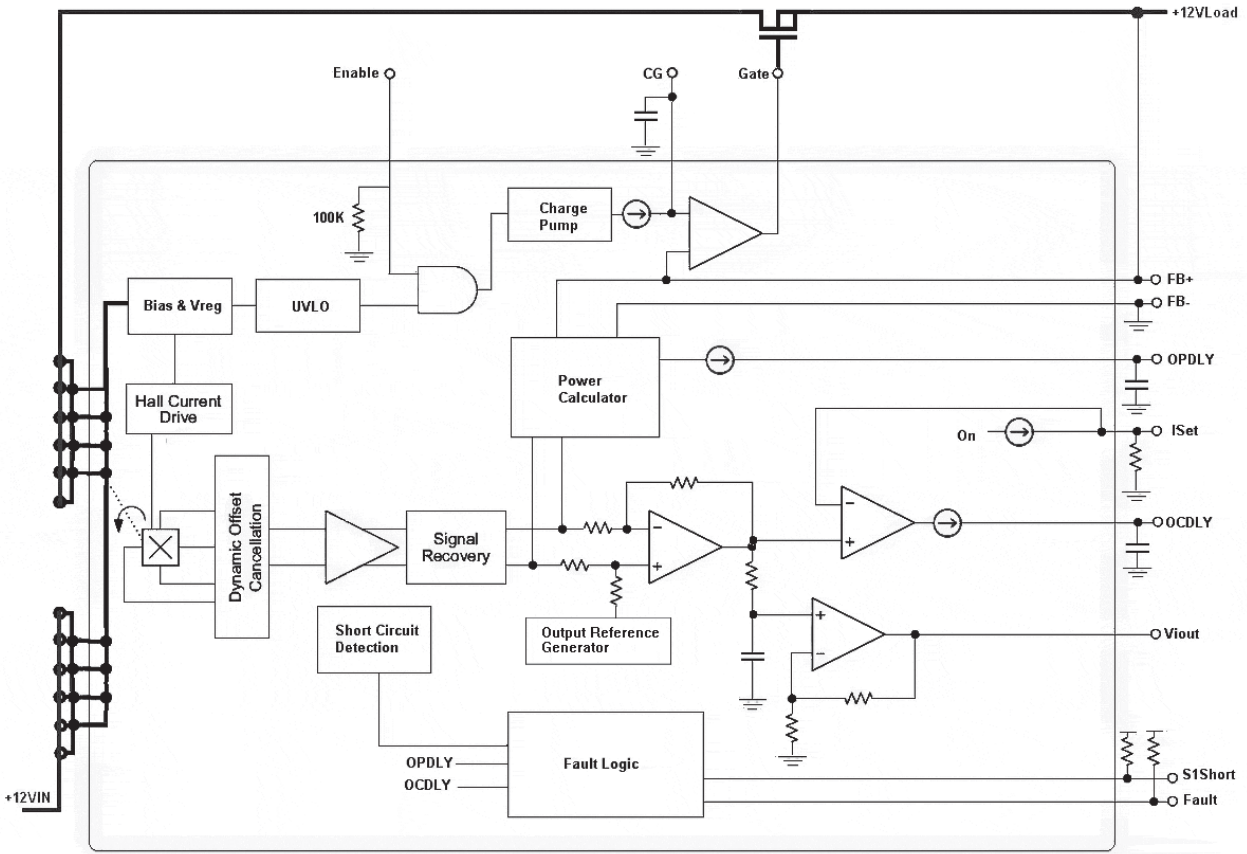 +12VLoad
Enable
CG
Gate
100K
Charge
Pump
FB+
Bias & Vreg
UVLO
FB-
OPDLY
Power
Calculator
Hall Current
Drive
On
ISet
Dynamic Offset
Cancellation
Signal
Recovery
−
+
−
+
OCDLY
Short Circuit
Detection
Output Reference
Generator
+
−
Viout
OPDLY
OCDLY
Fault Logic
S1Short
Fault
+12VIN